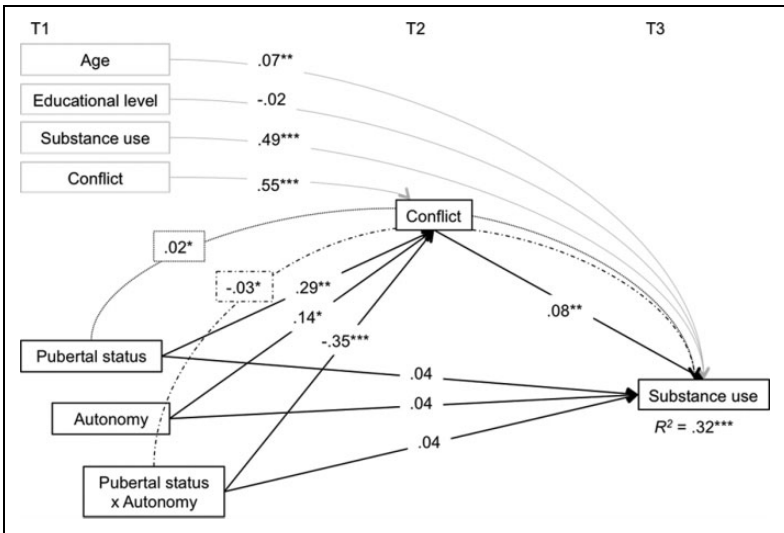 T1 T2 T3
Age .07**
Educational level -.02
Substance use .49***
Conflict .55***
Conflict
.02*
-.03* .29**
.14*
-.35***
.08**
Pubertal status .04
Autonomy .04
Substance use
R² = .32***
.04
Pubertal status
x Autonomy